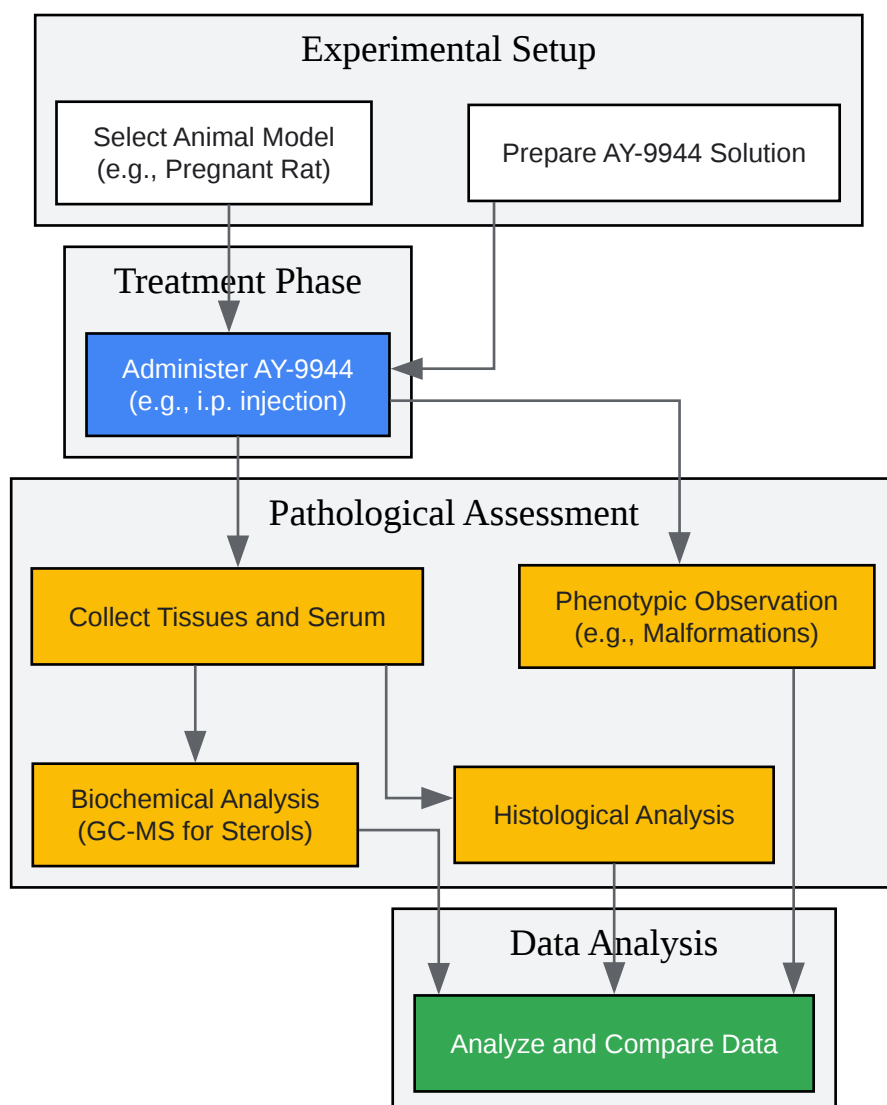 Experimental Setup
Select Animal Model
(e.g., Pregnant Rat)
Prepare AY-9944 Solution
Treatment Phase
Administer AY-9944
(e.g., i.p. injection)
Pathological Assessment
Collect Tissues and Serum
Phenotypic Observation
(e.g., Malformations)
Biochemical Analysis
(GC-MS for Sterols)
Histological Analysis
Data Analysis
Analyze and Compare Data